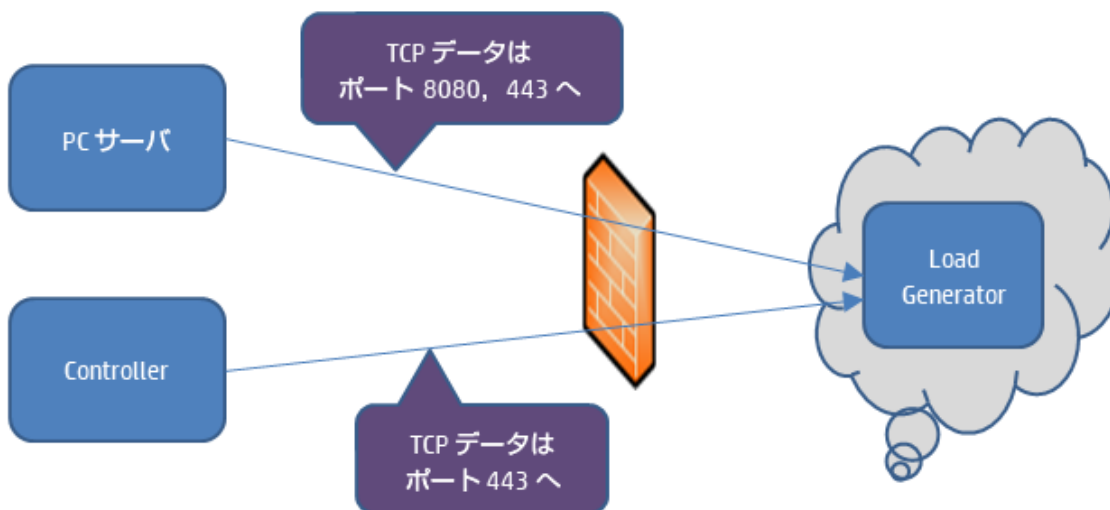 TCP データは
ポート 8080，443 へ
PC サーバ
Load
Generator
Controller
TCP データは
ポート 443 へ